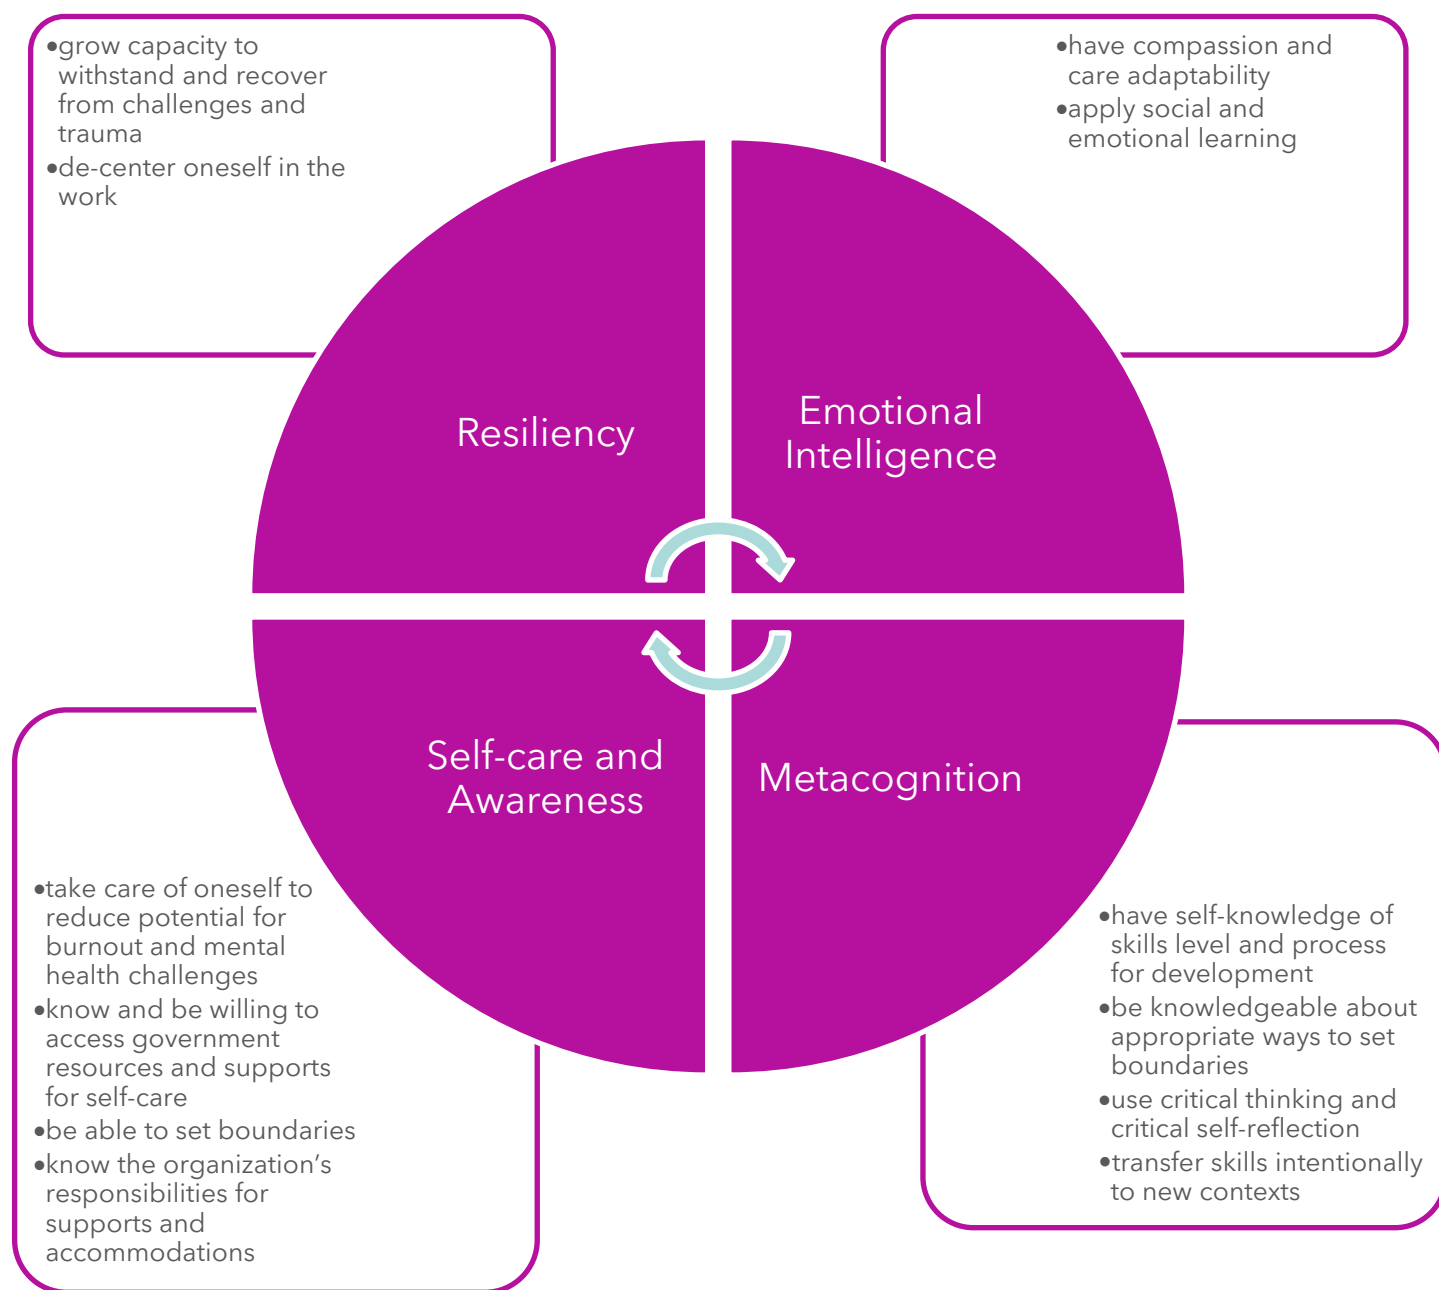 •grow capacity to
withstand and recover
from challenges and
trauma
•de-center oneself in the
work
•have compassion and
care adaptability
•apply social and
emotional learning
Resiliency
Emotional
Intelligence
Self-care and
Awareness
Metacognition
•take care of oneself to
reduce potential for
burnout and mental
health challenges
•know and be willing to
access government
resources and supports
for self-care
•be able to set boundaries
•know the organization’s
responsibilities for
supports and
accommodations
•have self-knowledge of
skills level and process
for development
•be knowledgeable about
appropriate ways to set
boundaries
•use critical thinking and
critical self-reflection
•transfer skills intentionally
to new contexts